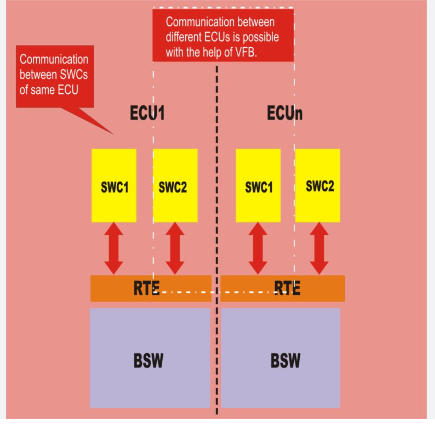 Communication between
different ECUs is possible
with the help of VFB.
Communication
between SWCs
of same ECU
ECU1
ECUn
SWC1
SWC2
SWC1
SWC2
RTE
RTE
BSW
BSW